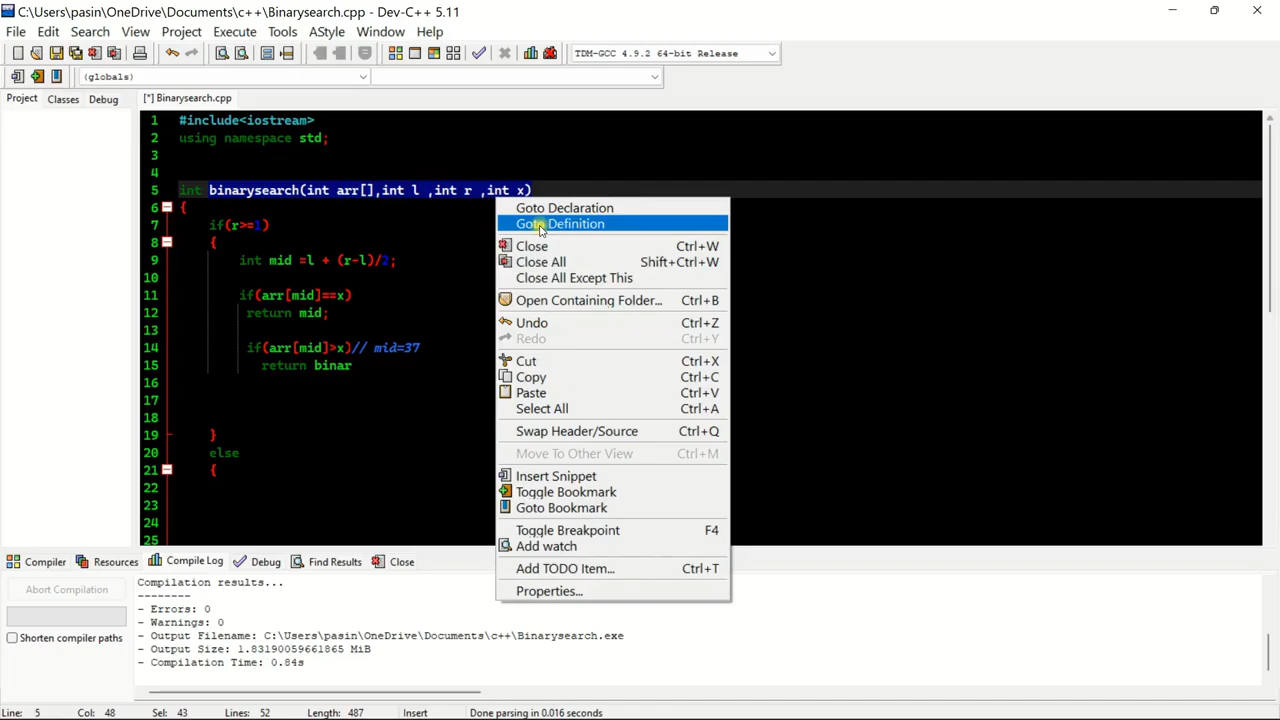 C:\Users\pasin\OneDrive\Documents\c++\Binarysearch.cpp - Dev-C++ 5.11
File Edit Search View Project Execute Tools AStyle Window Help
TDM-GCC 4.9.2 64-bit Release
(globals)
Project Classes Debug [*] Binarysearch.cpp
1 #include<iostream>
2 using namespace std;
3
4
5 int binarysearch(int arr[],int l ,int r ,int x)
6 {
7 if(r>=1)
8 {
9 int mid =l + (r-l)/2;
10
11 if(arr[mid]==x)
12 return mid;
13
14 if(arr[mid]>x)// mid=37
15 return binar
16
17
18
19 }
20 else
21 {
22
23
24
25
Goto Declaration
Goto Definition
Close Ctrl+W
Close All Shift+Ctrl+W
Close All Except This
Open Containing Folder... Ctrl+B
Undo Ctrl+Z
Redo Ctrl+Y
Cut Ctrl+X
Copy Ctrl+C
Paste Ctrl+V
Select All Ctrl+A
Swap Header/Source Ctrl+Q
Move To Other View Ctrl+M
Insert Snippet
Toggle Bookmark
Goto Bookmark
Toggle Breakpoint F4
Add watch
Add TODO Item... Ctrl+T
Properties...
Compiler Resources Compile Log Debug Find Results Close
Abort Compilation
Shorten compiler paths
Compilation results...
--------
- Errors: 0
- Warnings: 0
- Output Filename: C:\Users\pasin\OneDrive\Documents\c++\Binarysearch.exe
- Output Size: 1.83190059661865 MiB
- Compilation Time: 0.84s
Line: 5 Col: 48 Sel: 43 Lines: 52 Length: 487 Insert Done parsing in 0.016 seconds